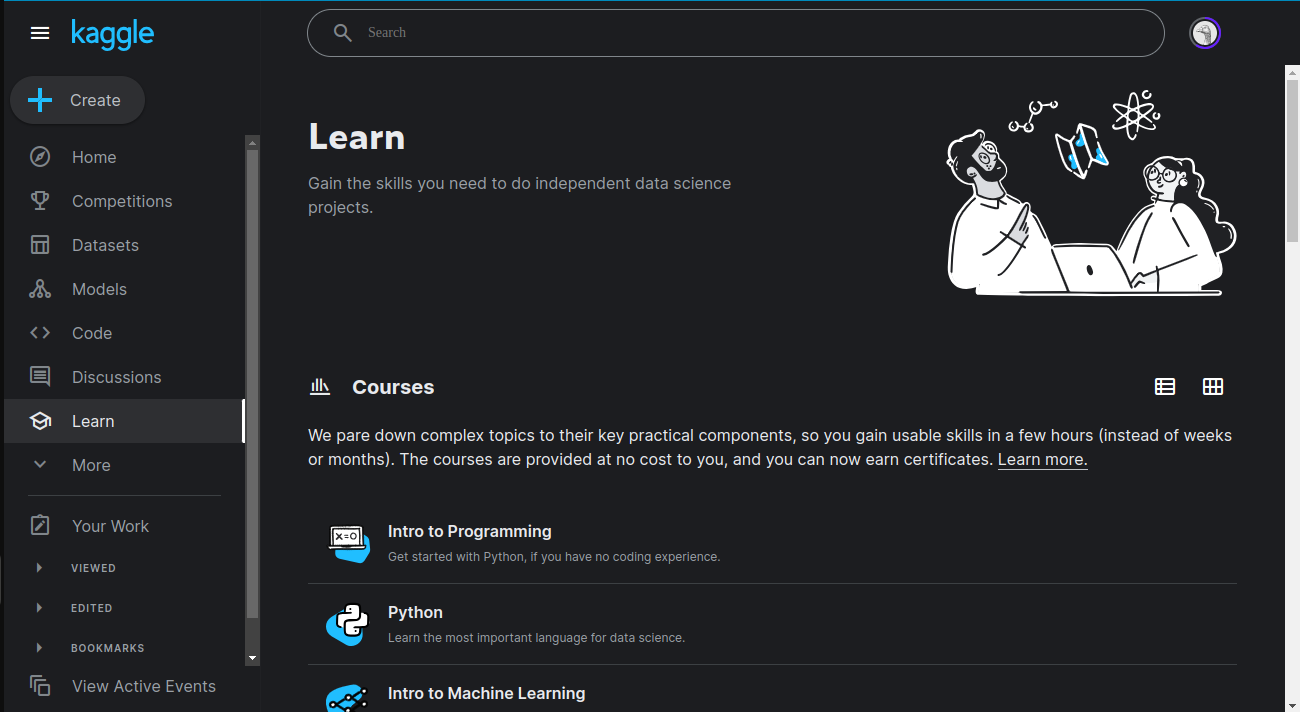 kaggle
Search
Create
Home
Competitions
Datasets
Models
Code
Discussions
Learn
More
Your Work
VIEWED
EDITED
BOOKMARKS
View Active Events
Learn
Gain the skills you need to do independent data science
projects.
Courses
We pare down complex topics to their key practical components, so you gain usable skills in a few hours (instead of weeks
or months). The courses are provided at no cost to you, and you can now earn certificates. Learn more.
X=O
Intro to Programming
Get started with Python, if you have no coding experience.
Python
Learn the most important language for data science.
Intro to Machine Learning